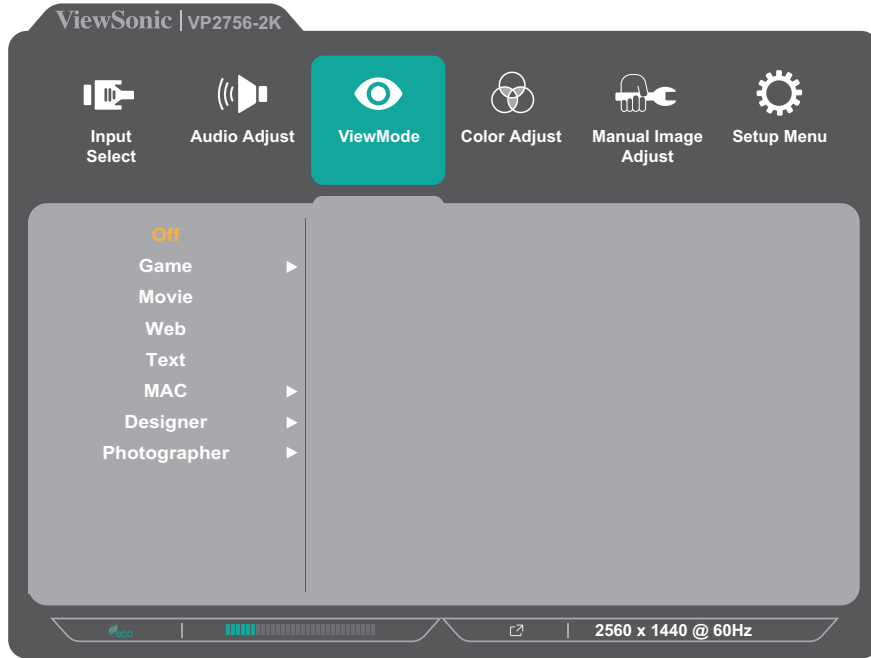 ViewSonic | VP2756-2K
Input Select
Audio Adjust
ViewMode
Color Adjust
Manual Image Adjust
Setup Menu
Off
Game
Movie
Web
Text
MAC
Designer
Photographer
eco
2560 x 1440 @ 60Hz